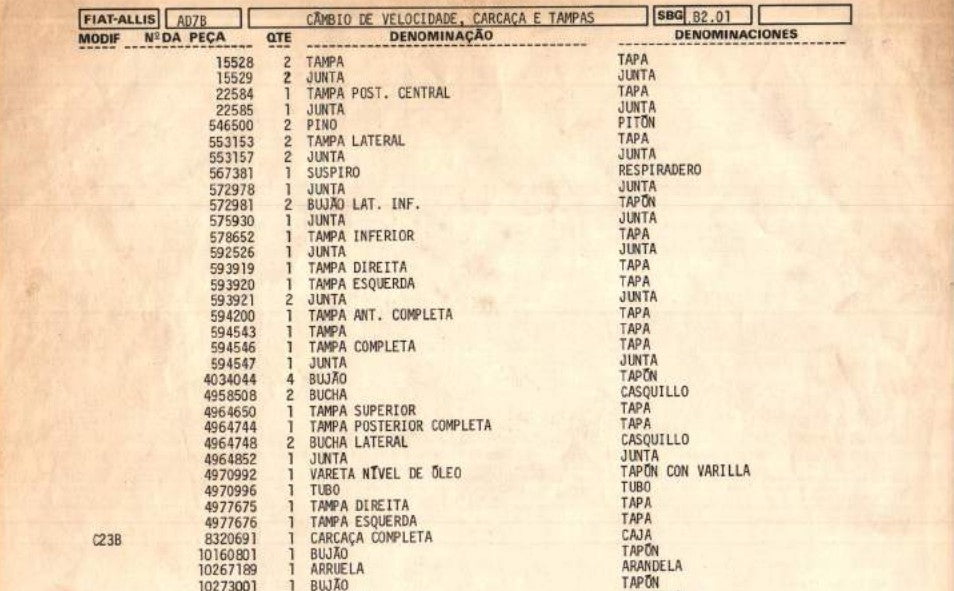 FIAT-ALLIS AD7B CÂMBIO DE VELOCIDADE, CARCAÇA E TAMPAS SBG B2.01
MODIF Nº DA PEÇA QTE DENOMINAÇÃO DENOMINACIONES
15528 2 TAMPA TAPA
15529 2 JUNTA JUNTA
22584 1 TAMPA POST. CENTRAL TAPA
22585 1 JUNTA JUNTA
546500 2 PINO PITÕN
553153 2 TAMPA LATERAL TAPA
553157 2 JUNTA JUNTA
567381 1 SUSPIRO RESPIRADERO
572978 1 JUNTA JUNTA
572981 2 BUJÃO LAT. INF. TAPÕN
575930 1 JUNTA JUNTA
578652 1 TAMPA INFERIOR TAPA
592526 1 JUNTA JUNTA
593919 1 TAMPA DIREITA TAPA
593920 1 TAMPA ESQUERDA TAPA
593921 2 JUNTA JUNTA
594200 1 TAMPA ANT. COMPLETA TAPA
594543 1 TAMPA TAPA
594546 1 TAMPA COMPLETA TAPA
594547 1 JUNTA JUNTA
4034044 4 BUJÃO TAPÕN
4958508 2 BUCHA CASQUILLO
4964650 1 TAMPA SUPERIOR TAPA
4964744 1 TAMPA POSTERIOR COMPLETA TAPA
4964748 2 BUCHA LATERAL CASQUILLO
4964852 1 JUNTA JUNTA
4970992 1 VARETA NĨVEL DE ÕLEO TAPÕN CON VARILLA
4970996 1 TUBO TUBO
4977675 1 TAMPA DIREITA TAPA
4977676 1 TAMPA ESQUERDA TAPA
C23B 8320691 1 CARCAÇA COMPLETA CAJA
10160801 1 BUJÃO TAPÕN
10267189 1 ARRUELA ARANDELA
10273001 1 BUJÃO TAPÕN